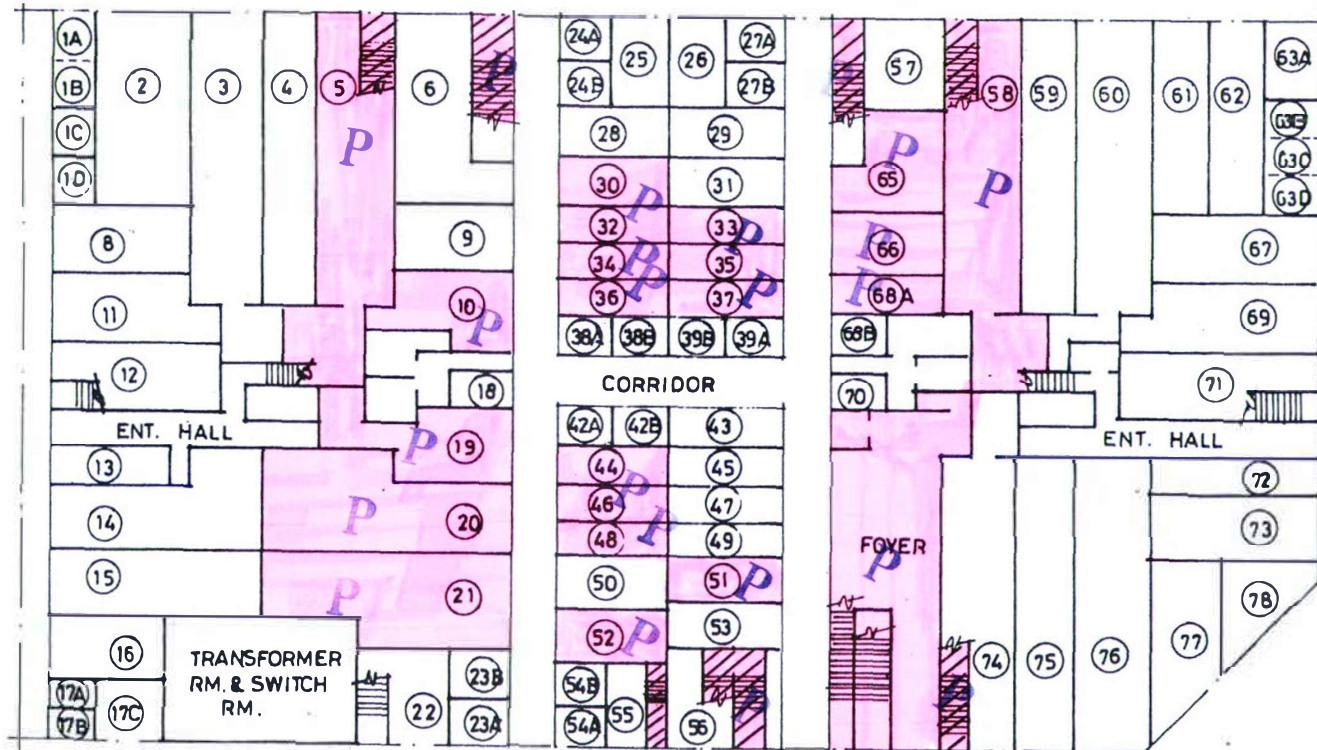 1A
1B
1C
1D
2
3
4
5
6
P
P
8
9
10
P
11
12
ENT. HALL
13
14
15
16
17A
17B
17C
18
19
P
20
P
21
P
TRANSFORMER
RM. & SWITCH
RM.
22
23B
23A
24A
24B
25
26
27A
27B
28
29
30
31
P
32
33
P
34
35
P
P
36
37
P
38A
38B
39B
39A
CORRIDOR
42A
42B
43
44
45
P
46
47
P
48
49
50
51
P
52
P
53
54B
54A
55
56
P
57
P
58
P
59
60
61
62
63A
63B
63C
63D
65
P
66
P
67
68A
P
68B
69
70
71
ENT. HALL
72
73
FOYER
P
74
P
75
76
77
78